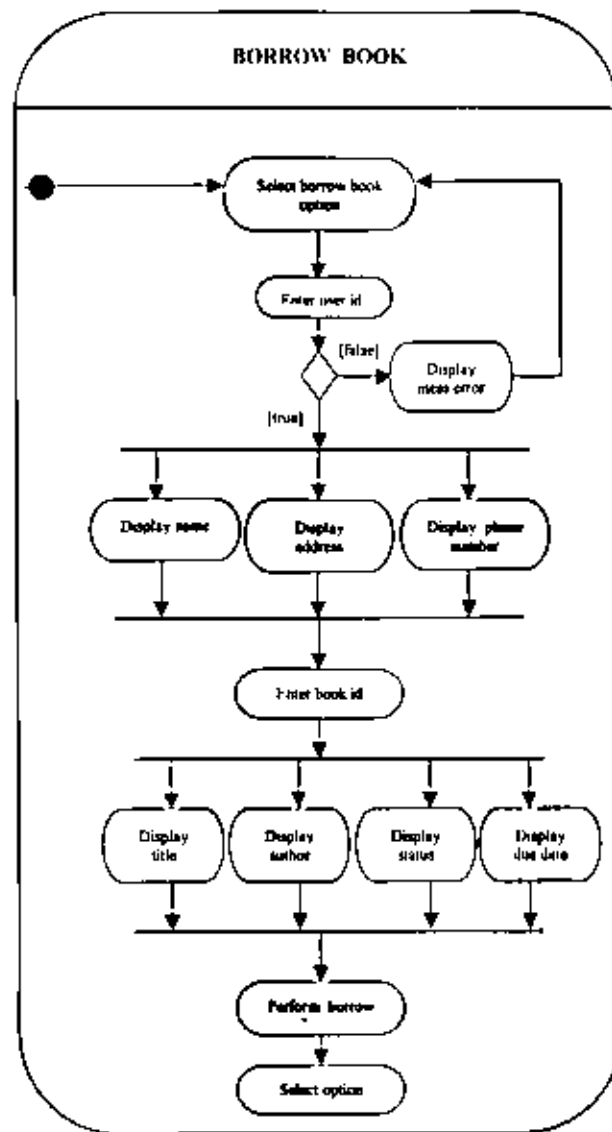 BORROW BOOK
Select borrow book
option
Enter user id
[false]
Display
mess error
[true]
Display name
Display
address
Display phone
number
Enter book id
Display
title
Display
author
Display
status
Display
due date
Perform borrow
Select option